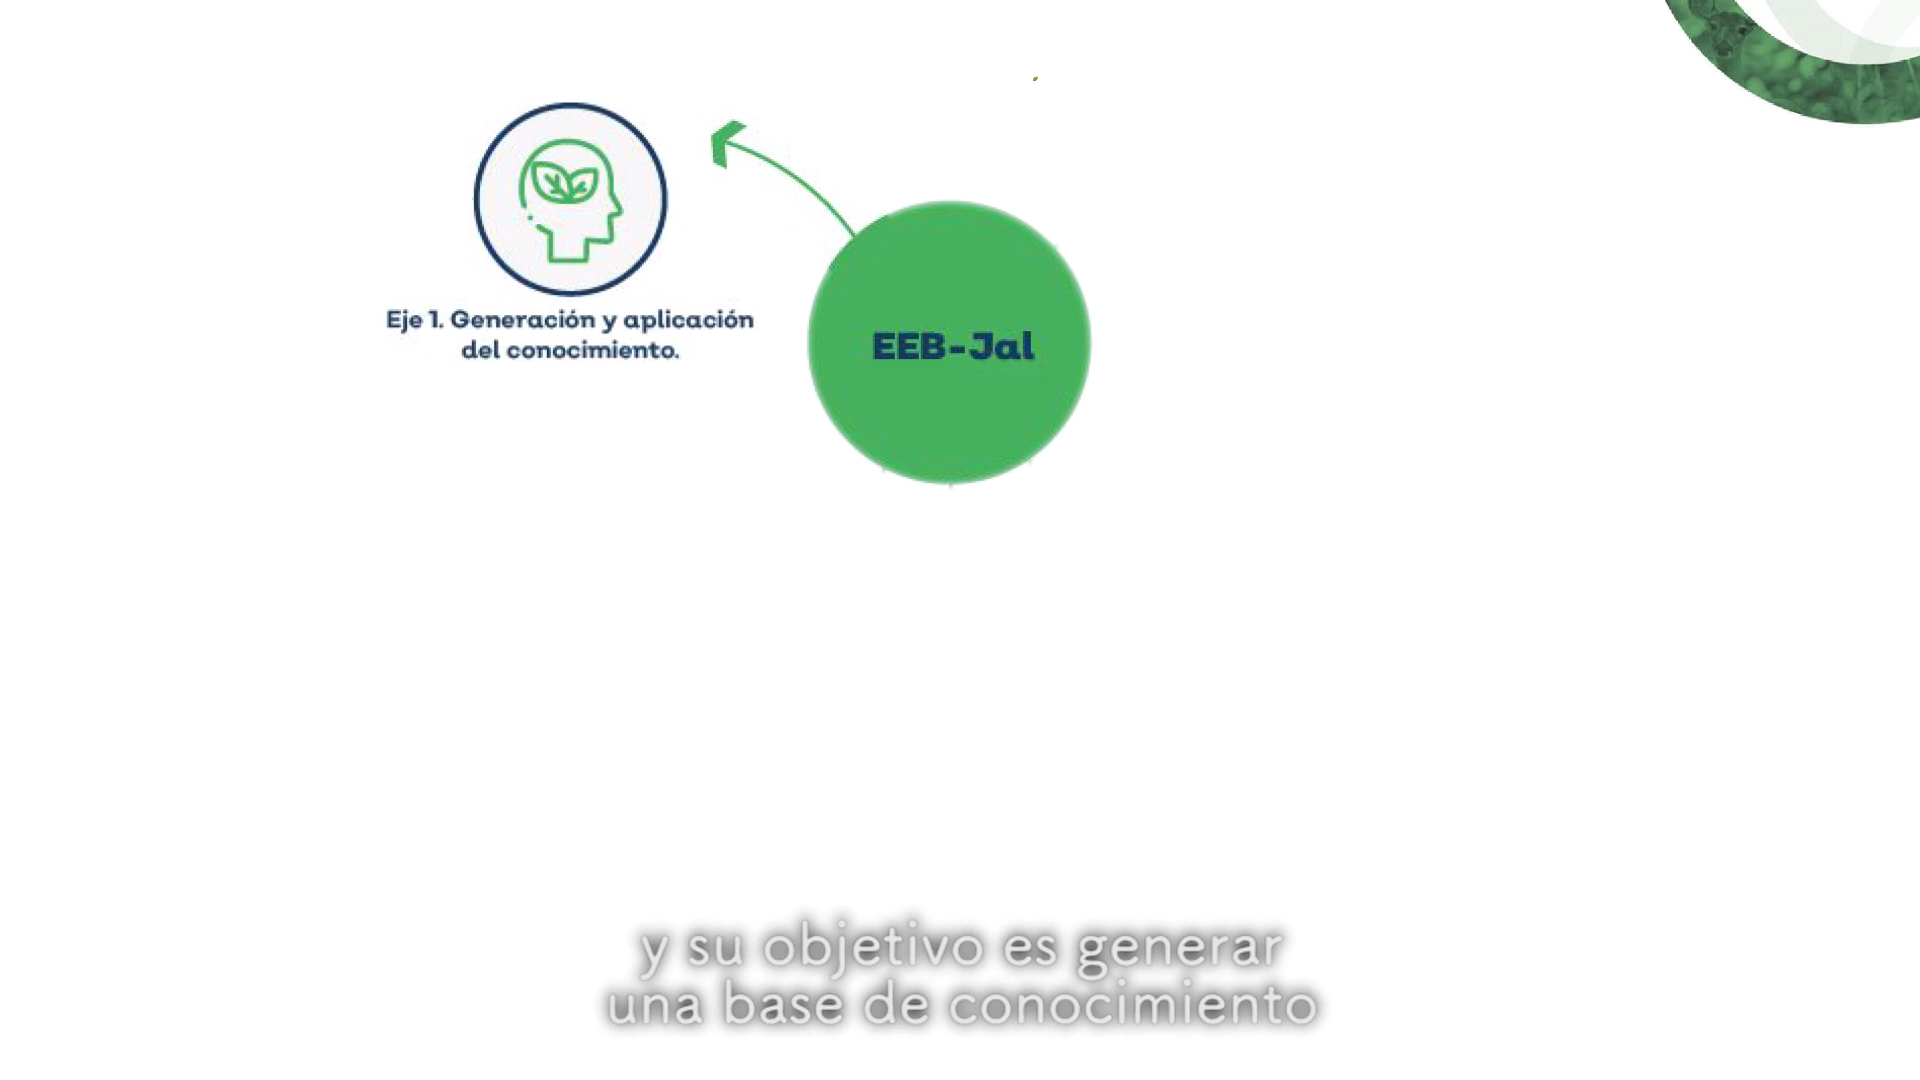 Eje 1. Generación y aplicación
del conocimiento.
EEB-Jal
y su objetivo es generar
una base de conocimiento